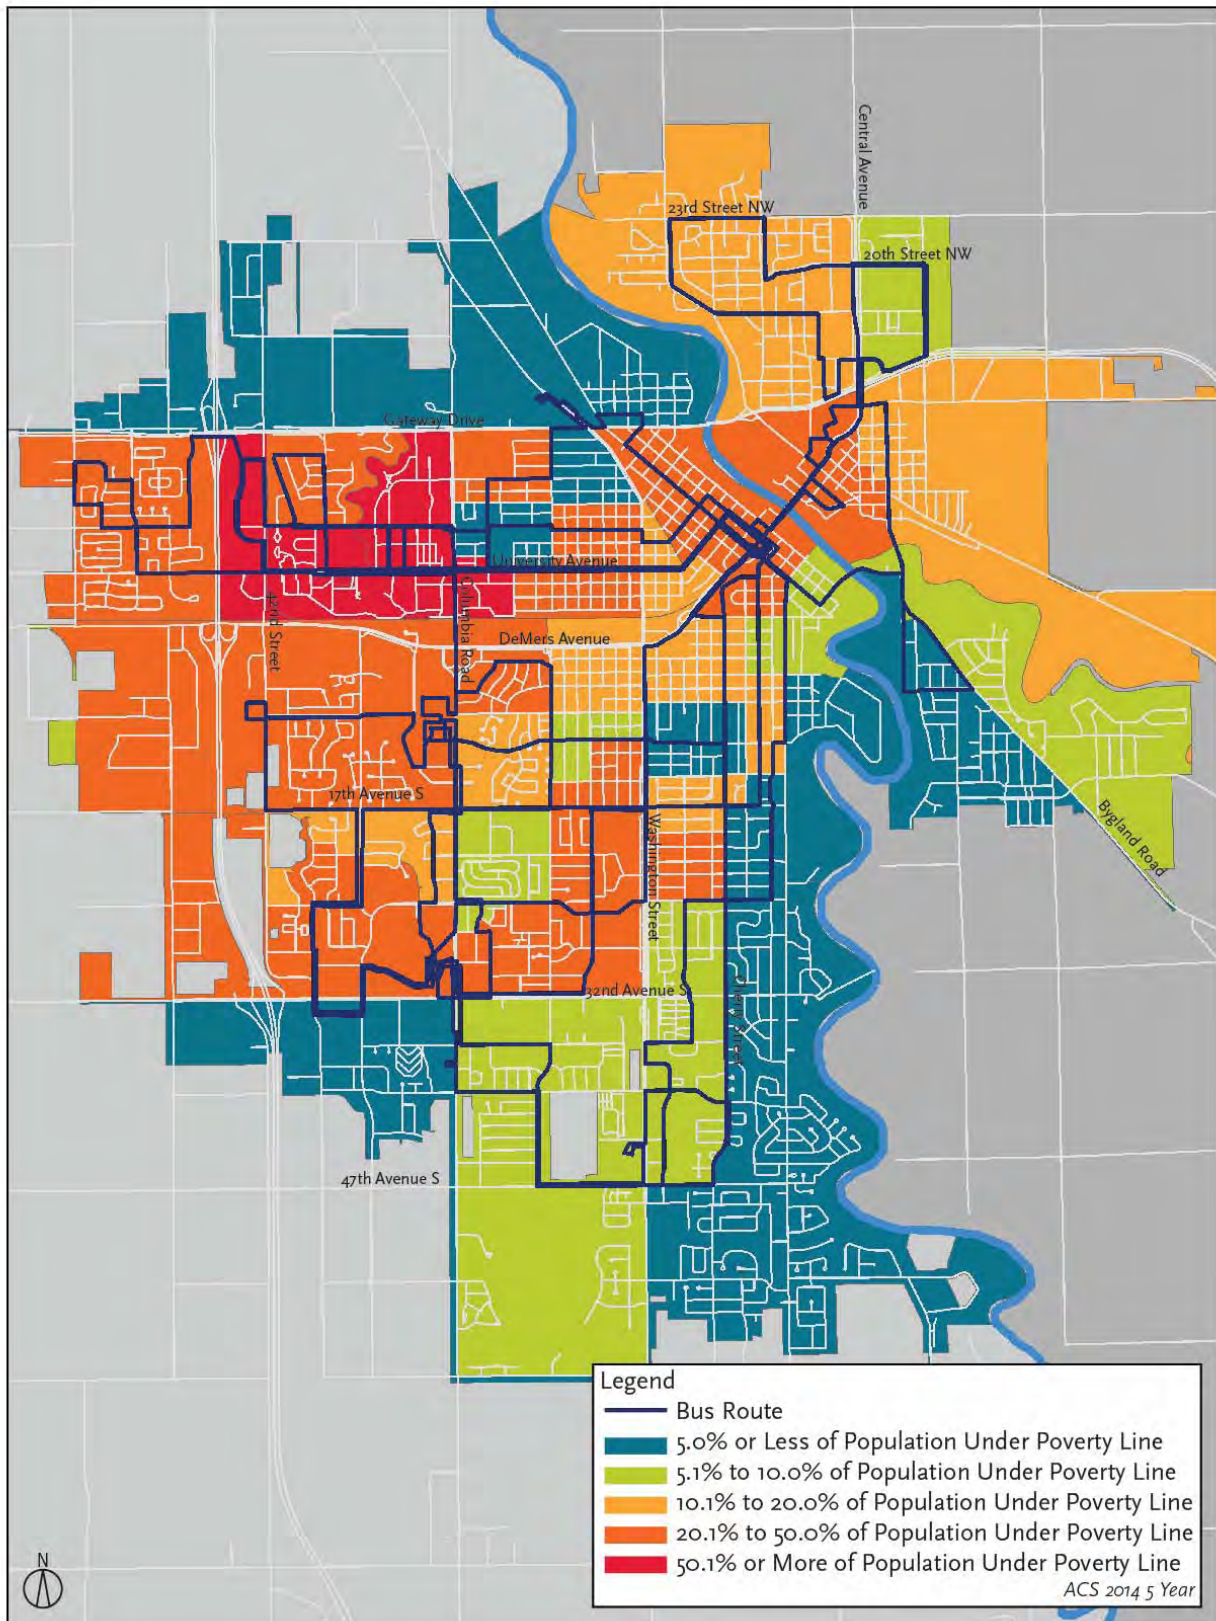 Central Avenue
23rd Street NW
20th Street NW
Gateway Drive
University Avenue
42nd Street
Columbia Road
DeMers Avenue
17th Avenue S
Washington Street
Bygland Road
32nd Avenue S
Cherry Street
47th Avenue S
Legend
Bus Route
5.0% or Less of Population Under Poverty Line
5.1% to 10.0% of Population Under Poverty Line
10.1% to 20.0% of Population Under Poverty Line
20.1% to 50.0% of Population Under Poverty Line
50.1% or More of Population Under Poverty Line
ACS 2014 5 Year
N